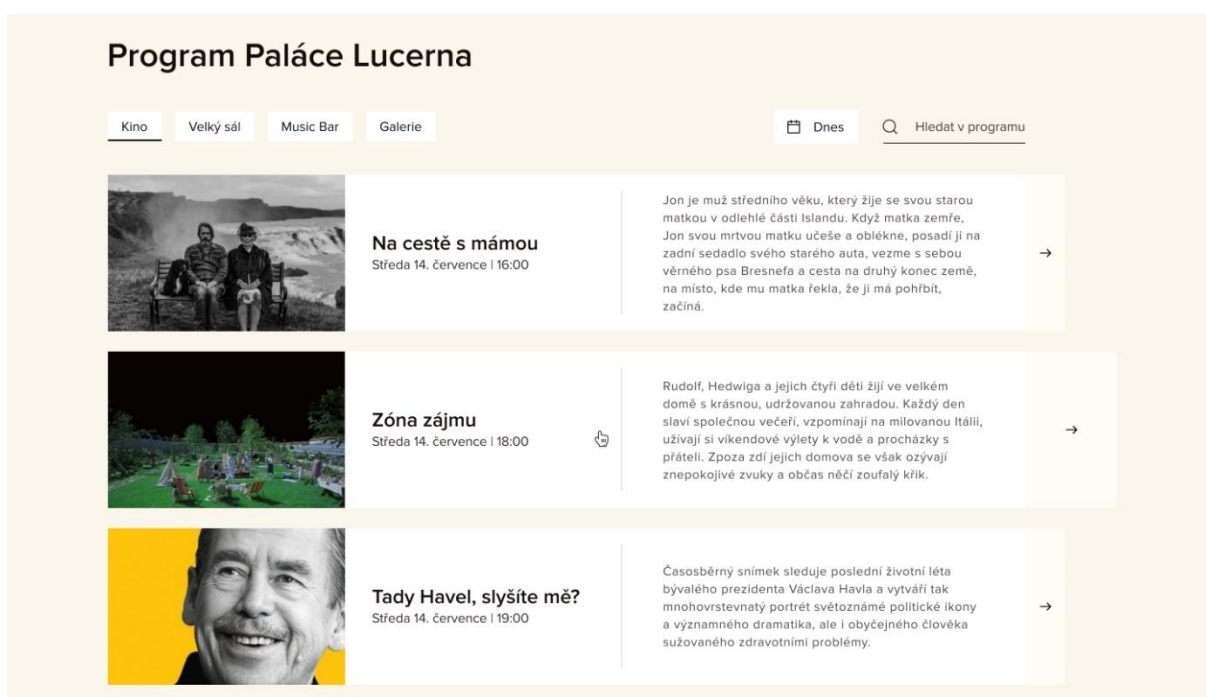 Program Paláce Lucerna
Kino
Velký sál
Music Bar
Galerie
Dnes
Hledat v programu
Na cestě s mámou
Středa 14. července | 16:00
Jon je muž středního věku, který žije se svou starou
matkou v odlehlé části Islandu. Když matka zemře,
Jon svou mrtvou matku učeše a oblékne, posadí ji na
zadní sedadlo svého starého auta, vezme s sebou
věrného psa Bresnefa a cesta na druhý konec země,
na místo, kde mu matka řekla, že ji má pohřbít,
začíná.
Zóna zájmu
Středa 14. července | 18:00
Rudolf, Hedwiga a jejich čtyři děti žijí ve velkém
domě s krásnou, udržovanou zahradou. Každý den
slaví společnou večeří, vzpomínají na milovanou Itálii,
užívají si víkendové výlety k vodě a procházky s
přáteli. Zpoza zdí jejich domova se však ozývají
znepokojivé zvuky a občas něčí zoufalý křik.
Tady Havel, slyšíte mě?
Středa 14. července | 19:00
Časosběrný snímek sleduje poslední životní léta
bývalého prezidenta Václava Havla a vytváří tak
mnohovrstevnatý portrét světoznámé politické ikony
a významného dramatika, ale i obyčejného člověka
sužovaného zdravotními problémy.